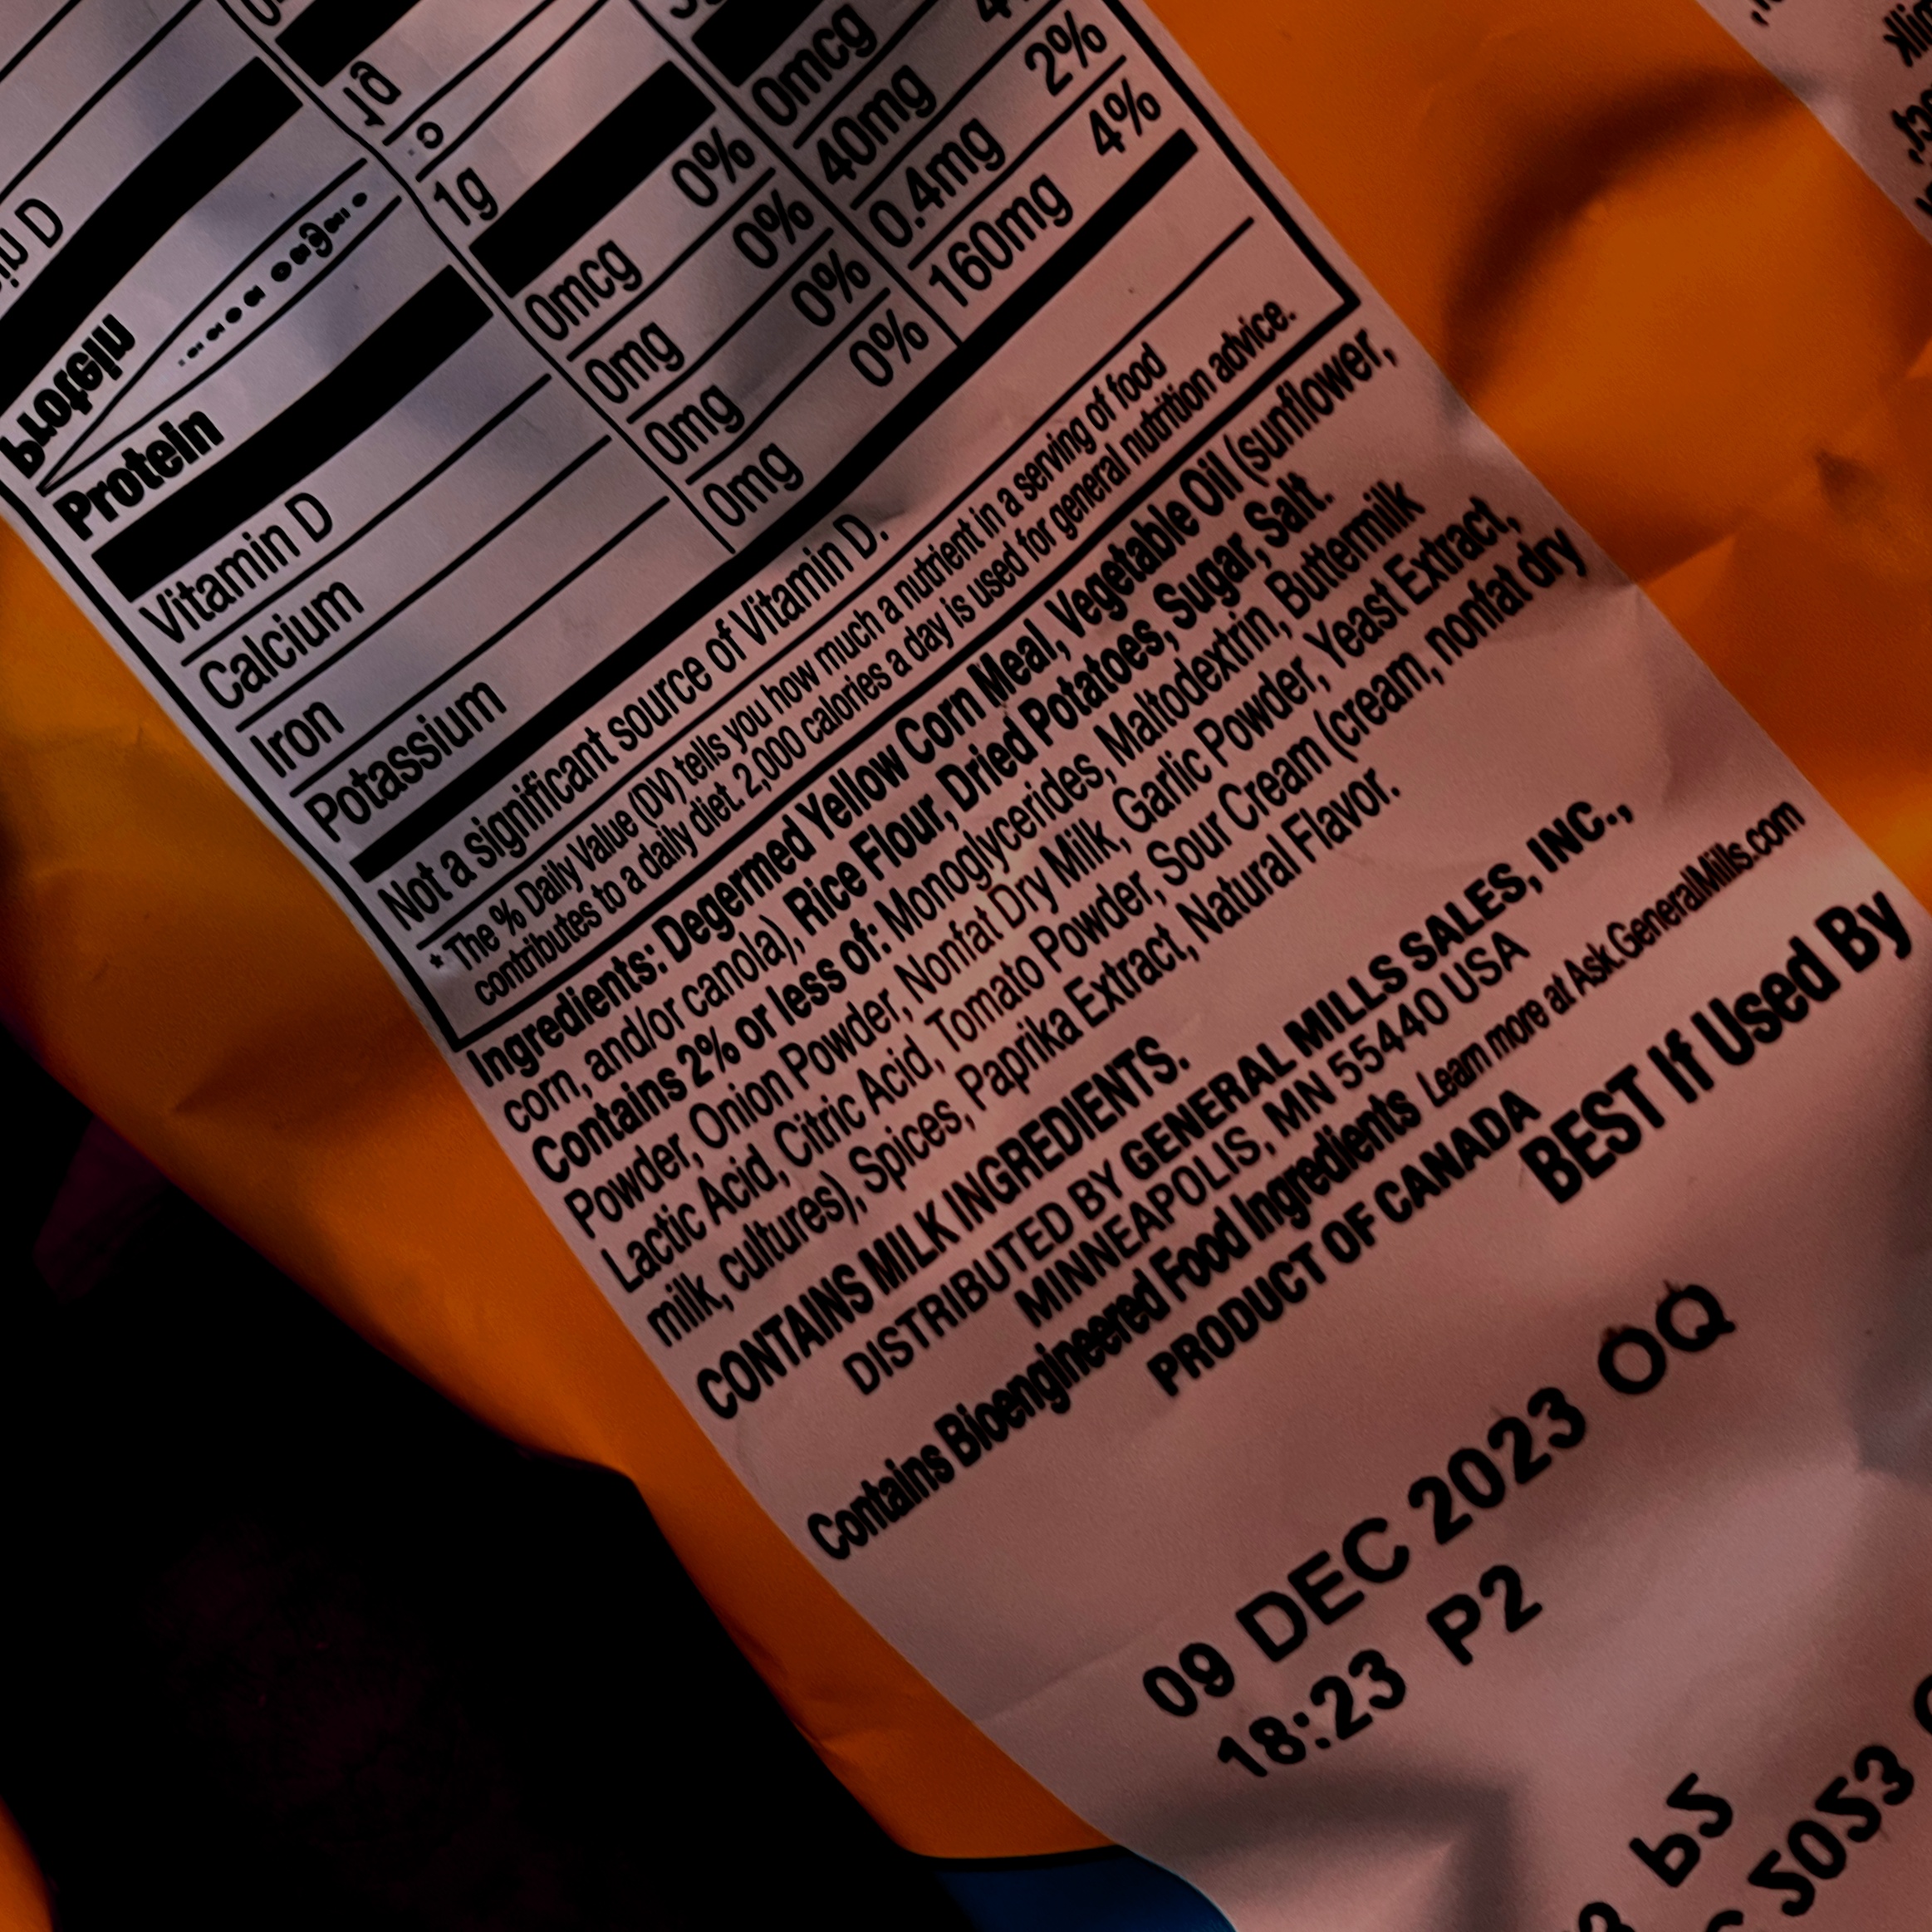 1g
Protein 1g
Vitamin D 0mcg 0% 0mcg
Calcium 0mg 0% 40mg 2%
Iron 0mg 0% 0.4mg
Potassium 0mg 0% 160mg 4%
Not a significant source of Vitamin D.
* The % Daily Value (DV) tells you how much a nutrient in a serving of food
contributes to a daily diet. 2,000 calories a day is used for general nutrition advice.
Ingredients: Degermed Yellow Corn Meal, Vegetable Oil (sunflower,
corn, and/or canola), Rice Flour, Dried Potatoes, Sugar, Salt.
Contains 2% or less of: Monoglycerides, Maltodextrin, Buttermilk
Powder, Onion Powder, Nonfat Dry Milk, Garlic Powder, Yeast Extract,
Lactic Acid, Citric Acid, Tomato Powder, Sour Cream (cream, nonfat dry
milk, cultures), Spices, Paprika Extract, Natural Flavor.
CONTAINS MILK INGREDIENTS.
DISTRIBUTED BY GENERAL MILLS SALES, INC.,
MINNEAPOLIS, MN 55440 USA
Contains Bioengineered Food Ingredients Learn more at Ask.GeneralMills.com
PRODUCT OF CANADA
BEST If Used By
09 DEC 2023 OQ
18:23 P2